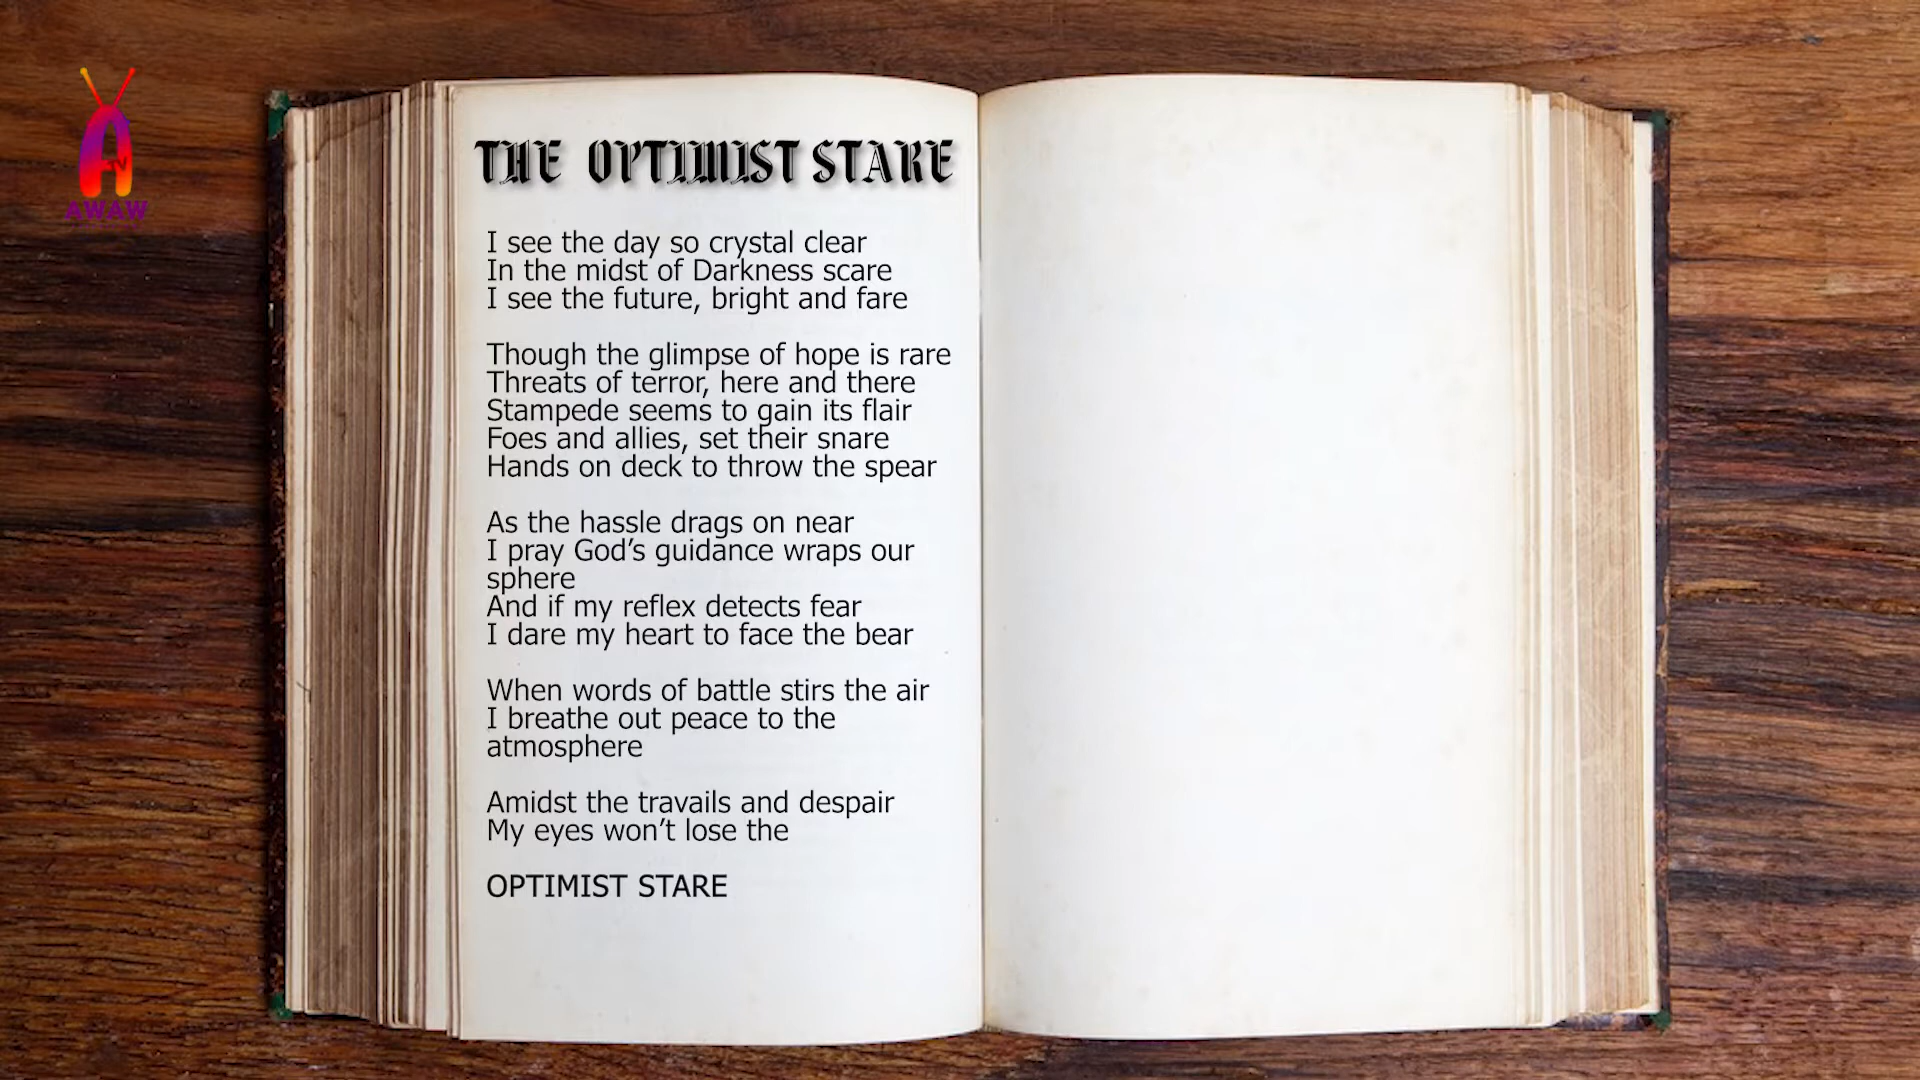 TV
AWAW
THE OPTIMIST STARE
I see the day so crystal clear
In the midst of Darkness scare
I see the future, bright and fare
Though the glimpse of hope is rare
Threats of terror, here and there
Stampede seems to gain its flair
Foes and allies, set their snare
Hands on deck to throw the spear
As the hassle drags on near
I pray God’s guidance wraps our
sphere
And if my reflex detects fear
I dare my heart to face the bear
When words of battle stirs the air
I breathe out peace to the
atmosphere
Amidst the travails and despair
My eyes won’t lose the
OPTIMIST STARE